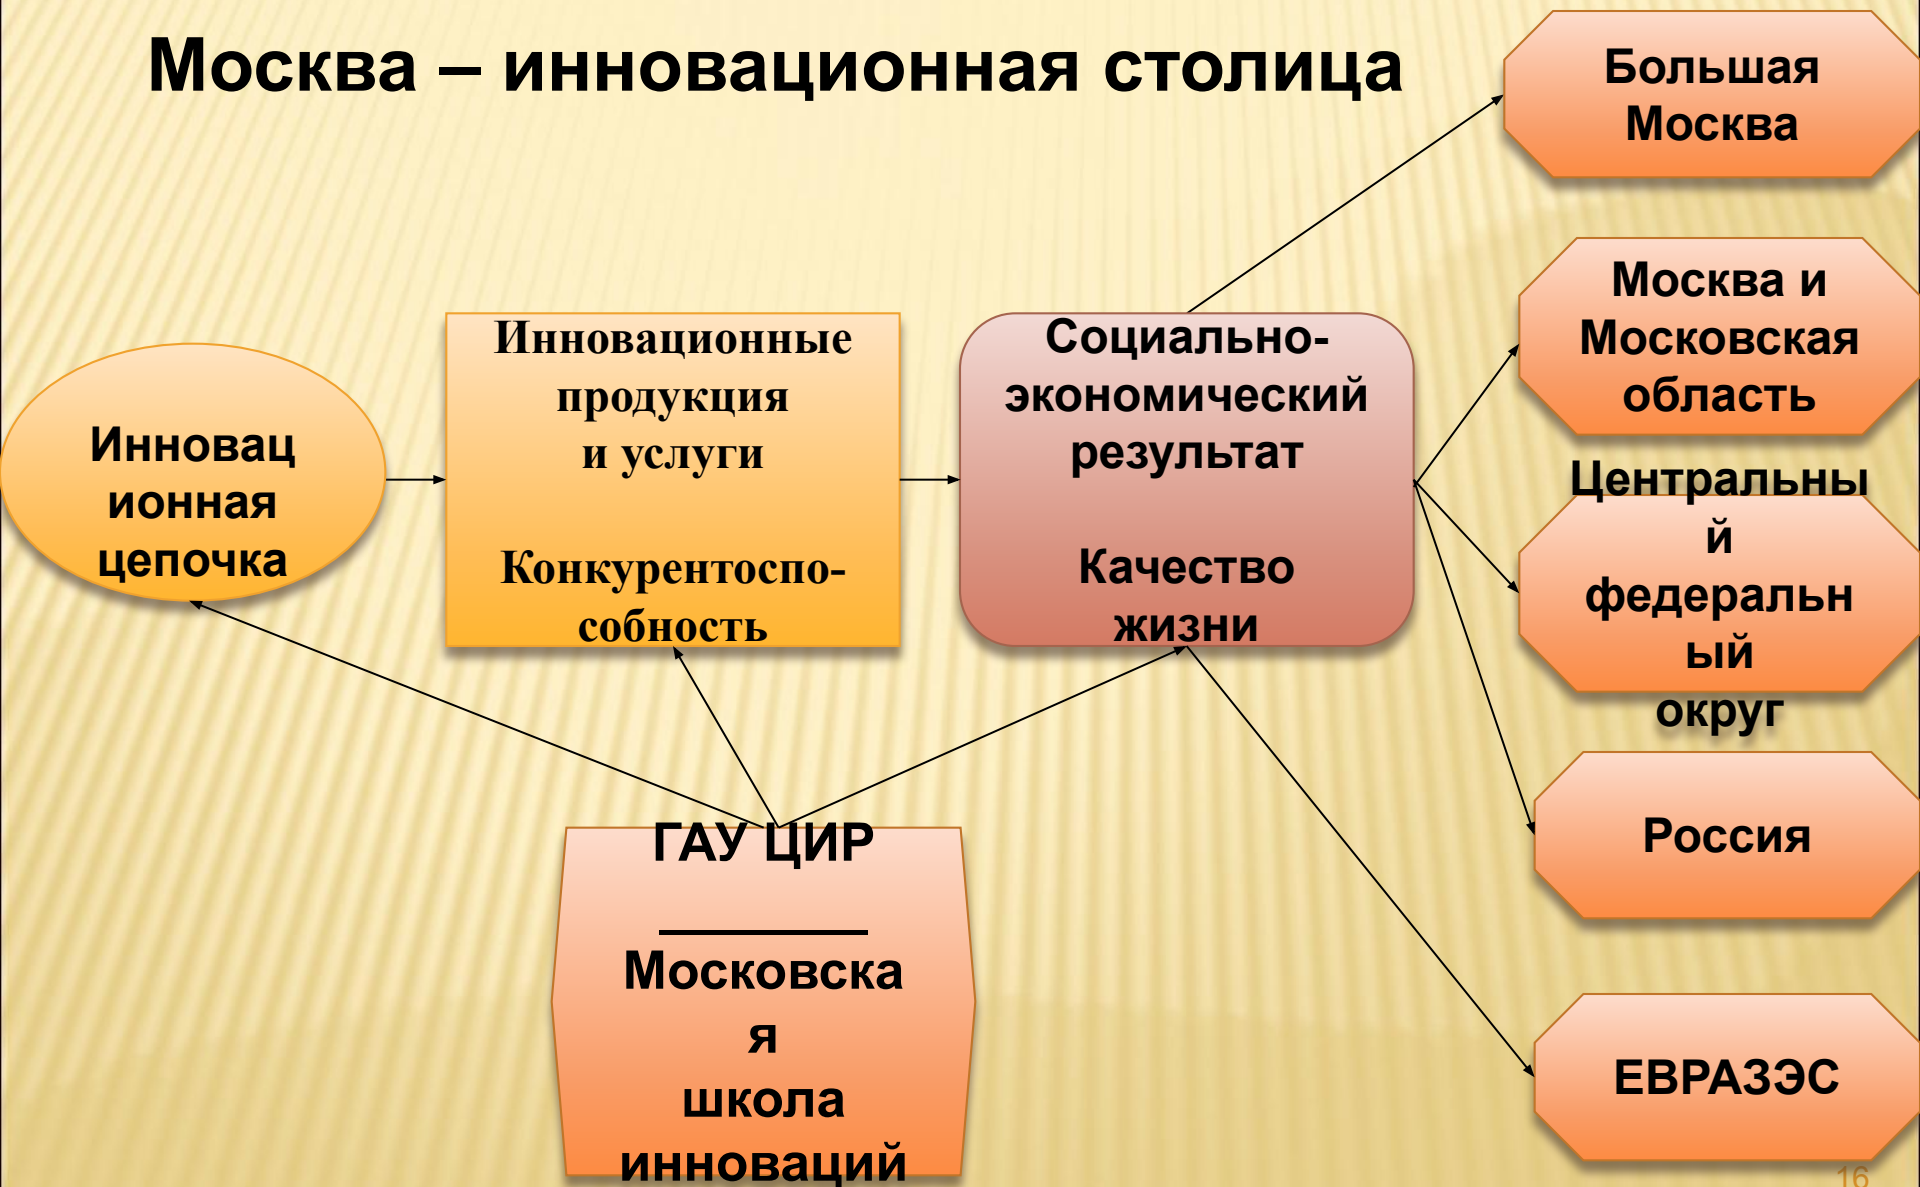 Москва – инновационная столица
Большая
Москва
Москва и
Московская
область
Центральны
й
федеральн
ый
округ
Россия
ЕВРАЗЭС
Инновац
ионная
цепочка
Инновационные
продукция
и услуги
Конкурентоспо-
собность
Социально-
экономический
результат
Качество
жизни
ГАУ ЦИР
Московска
я
школа
инноваций
16